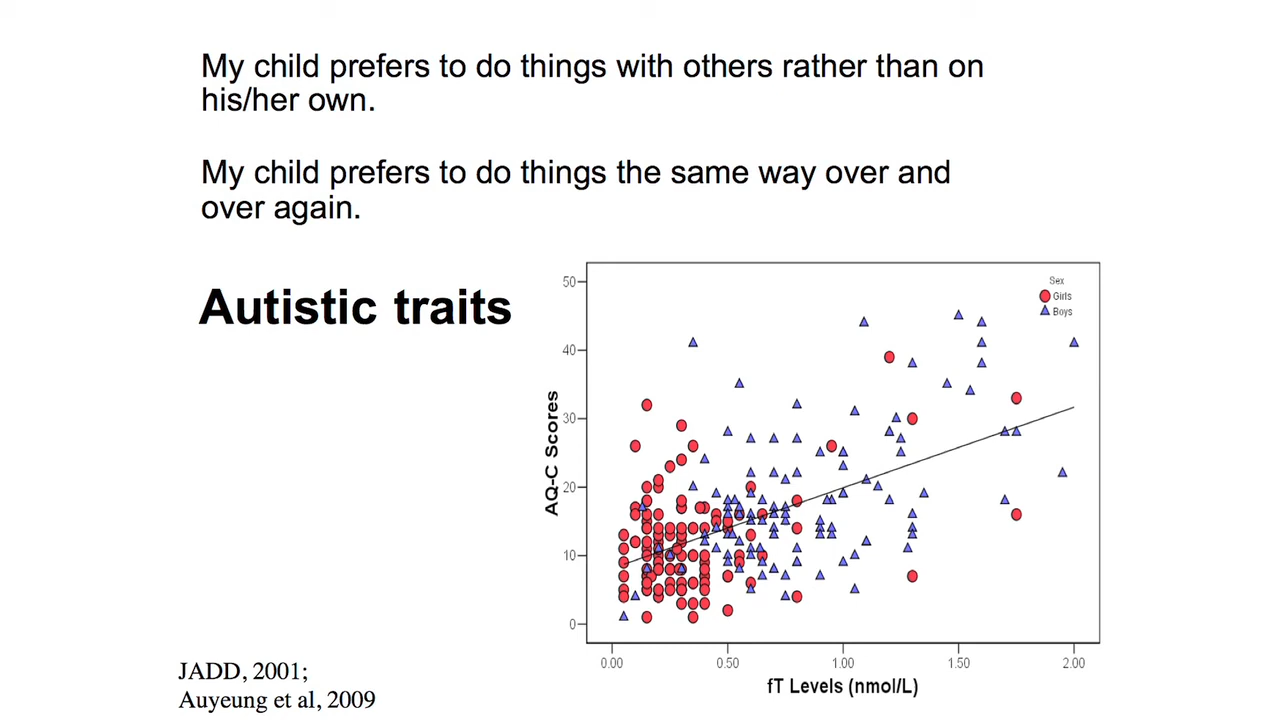 My child prefers to do things with others rather than on
his/her own.
My child prefers to do things the same way over and
over again.
Autistic traits
Sex
Girls
Boys
50
40
30
20
10
0
AQ-C Scores
0.00
0.50
1.00
1.50
2.00
fT Levels (nmol/L)
JADD, 2001;
Auyeung et al, 2009